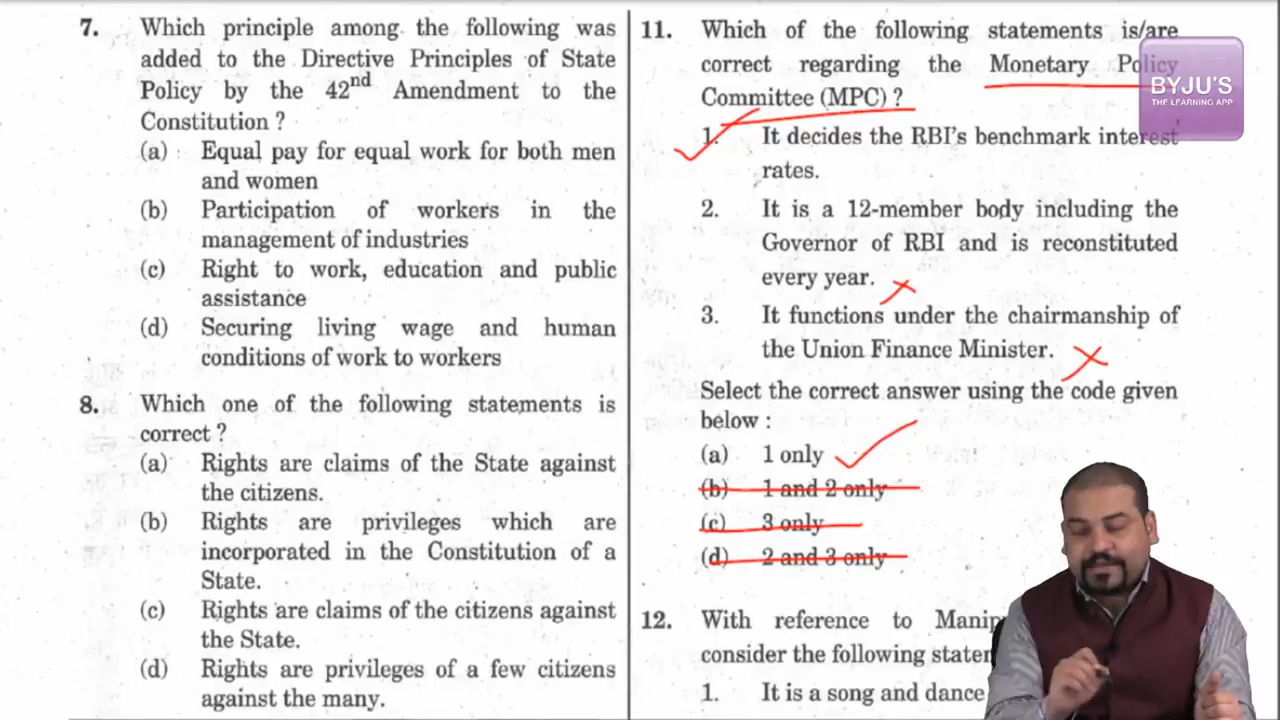 7. Which principle among the following was
added to the Directive Principles of State
Policy by the 42nd Amendment to the
Constitution ?
(a) Equal pay for equal work for both men
and women
(b) Participation of workers in the
management of industries
(c) Right to work, education and public
assistance
(d) Securing living wage and human
conditions of work to workers
8. Which one of the following statements is
correct ?
(a) Rights are claims of the State against
the citizens.
(b) Rights are privileges which are
incorporated in the Constitution of a
State.
(c) Rights are claims of the citizens against
the State.
(d) Rights are privileges of a few citizens
against the many.
11. Which of the following statements is/are
correct regarding the Monetary Policy
Committee (MPC) ?
1. It decides the RBI's benchmark interest
rates.
2. It is a 12-member body including the
Governor of RBI and is reconstituted
every year.
3. It functions under the chairmanship of
the Union Finance Minister.
Select the correct answer using the code given
below :
(a) 1 only
(b) 1 and 2 only
(c) 3 only
(d) 2 and 3 only
12. With reference to
consider the following
1. It is a song and dance
BYJU'S
THE LEARNING APP